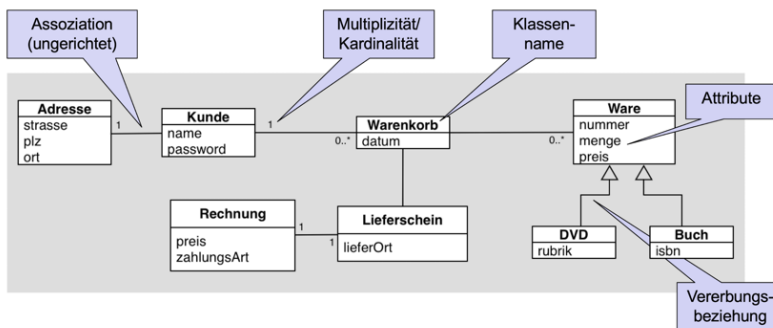 Assoziation
(ungerichtet)
Multiplizität/
Kardinalität
Klassen-
name
Attribute
Adresse
strasse
plz
ort
1
Kunde
name
password
1
0..*
Warenkorb
datum
0..*
Ware
nummer
menge
preis
Rechnung
preis
zahlungsArt
1
1
Lieferschein
lieferOrt
DVD
rubrik
Buch
isbn
Vererbungs-
beziehung